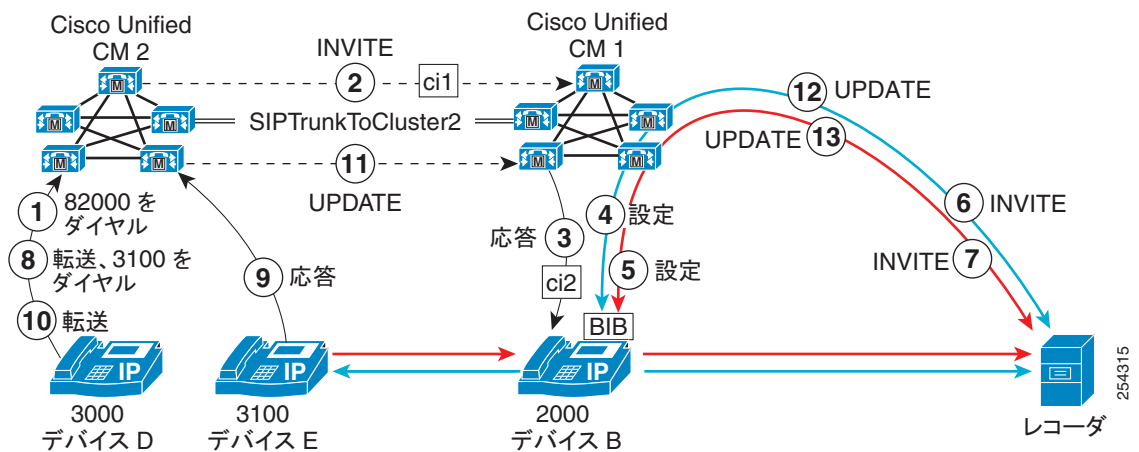 Cisco Unified
CM 2
Cisco Unified
CM 1
INVITE
2
ci1
M
M
M
M
M
M
M
M
M
M
SIPTrunkToCluster2
11
UPDATE
12 UPDATE
UPDATE 13
1 82000 を
ダイヤル
8 転送、3100 を
ダイヤル
10 転送
9 応答
応答 3
ci2
4 設定
5 設定
6 INVITE
INVITE 7
BIB
IP
IP
IP
3000
デバイス D
3100
デバイス E
2000
デバイス B
レコーダ
254315